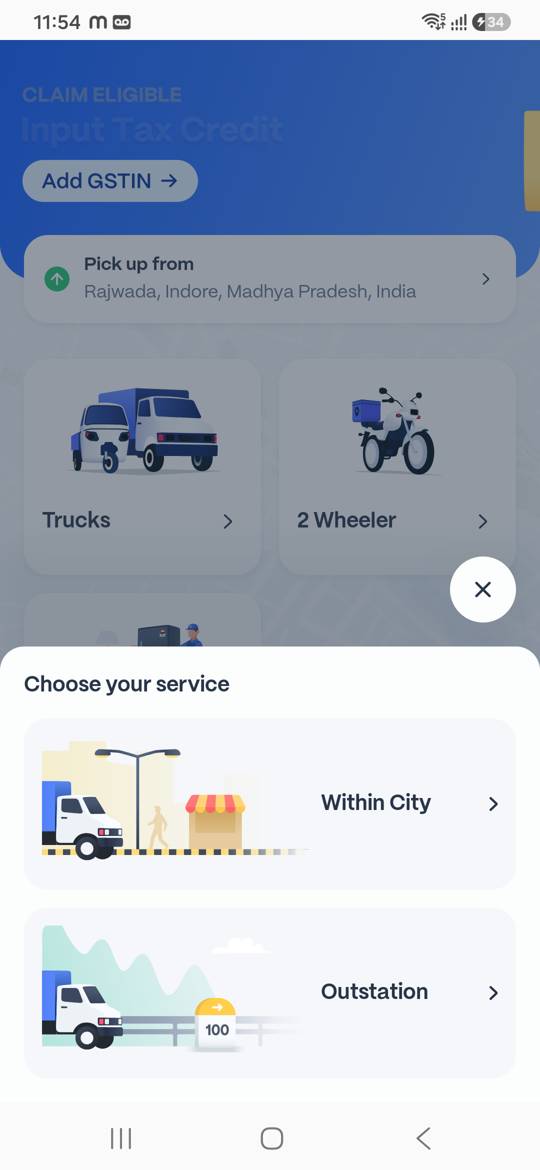 11:54
34
CLAIM ELIGIBLE
Input Tax Credit
Add GSTIN →
Pick up from
Rajwada, Indore, Madhya Pradesh, India
Trucks
2 Wheeler
Choose your service
Within City
Outstation
100